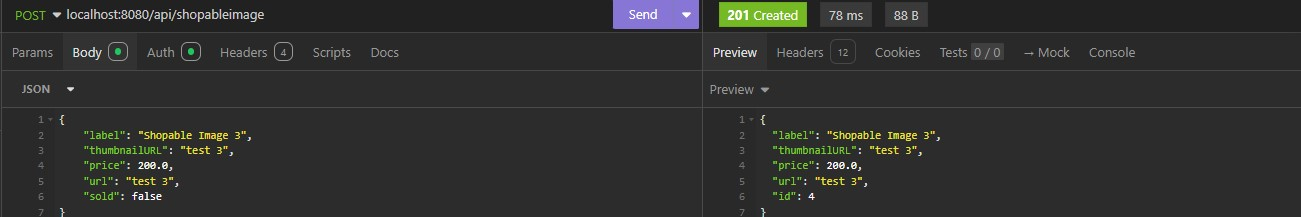 POST localhost:8080/api/shopableimage Send 201 Created 78 ms 88 B
Params Body Auth Headers 4 Scripts Docs Preview Headers 12 Cookies Tests 0 / 0 → Mock Console
JSON Preview
1 {
2 "label": "Shopable Image 3",
3 "thumbnailURL": "test 3",
4 "price": 200.0,
5 "url": "test 3",
6 "sold": false
7 }
1 {
2 "label": "Shopable Image 3",
3 "thumbnailURL": "test 3",
4 "price": 200.0,
5 "url": "test 3",
6 "id": 4
7 }